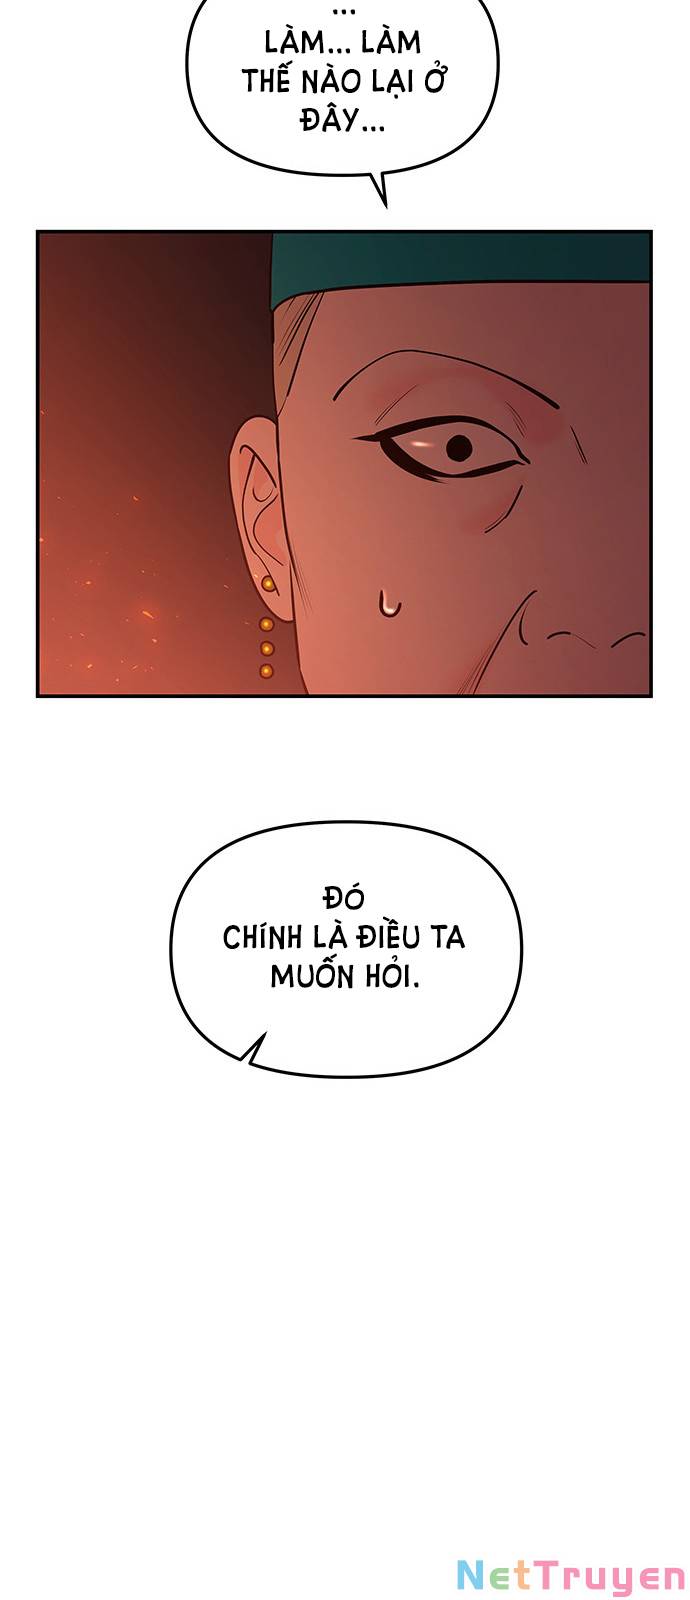 ...
LÀM... LÀM
THẾ NÀO LẠI Ở
ĐÂY...
ĐÓ
CHÍNH LÀ ĐIỀU TA
MUỐN HỎI.
NetTruyen